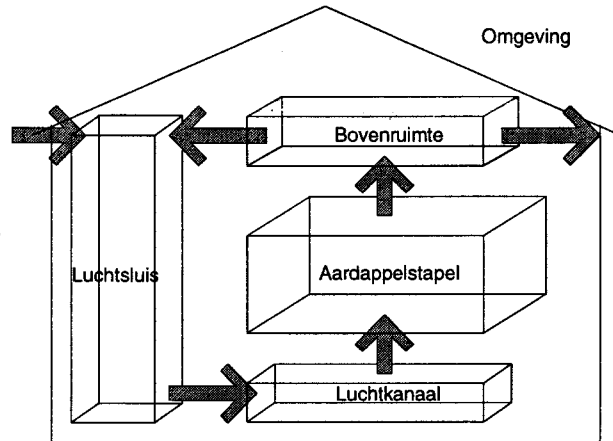 Omgeving
Bovenruimte
Luchtsluis
Aardappelstapel
Luchtkanaal